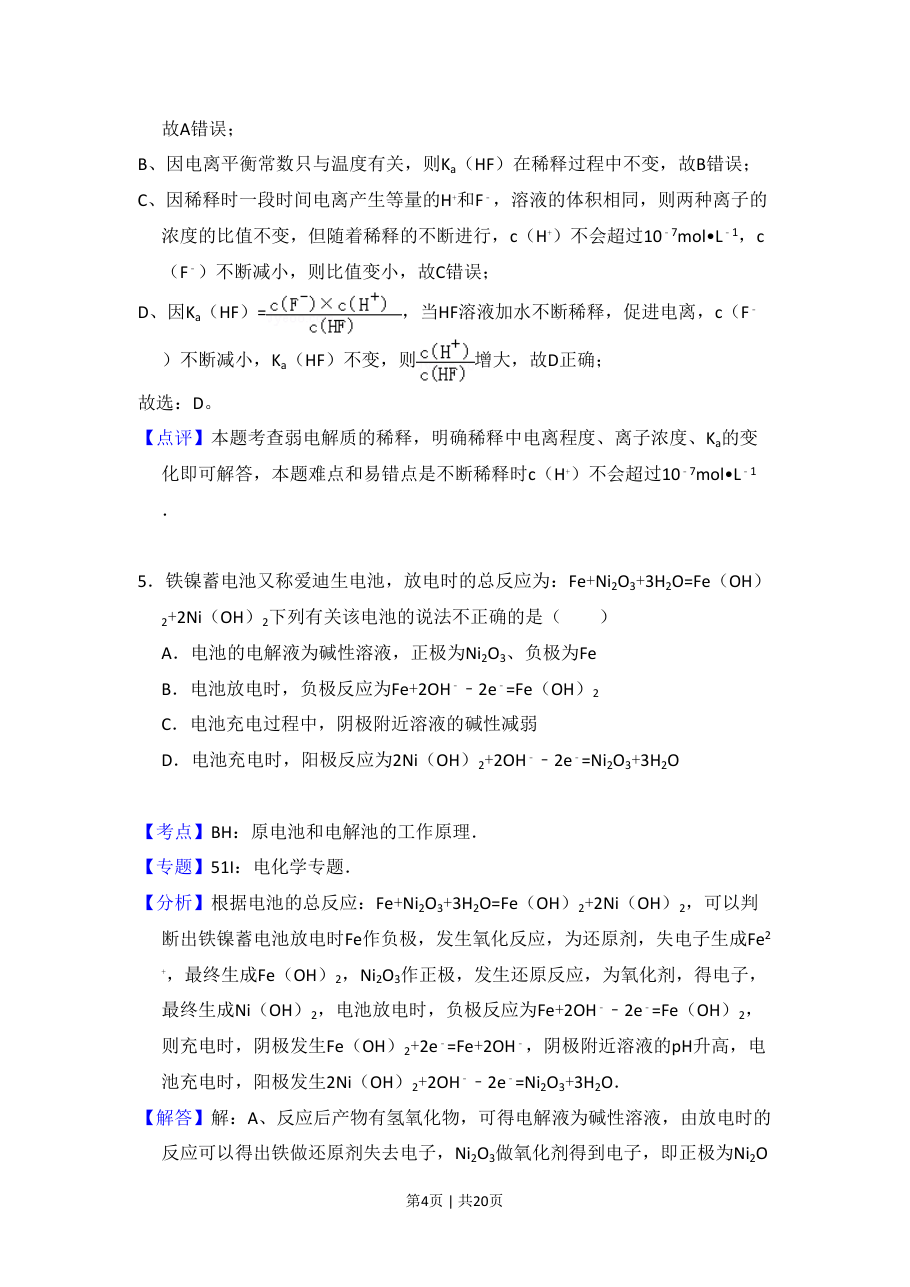 故A错误；
B、因电离平衡常数只与温度有关，则Ka（HF）在稀释过程中不变，故B错误；
C、因稀释时一段时间电离产生等量的H⁺和F⁻，溶液的体积相同，则两种离子的
浓度的比值不变，但随着稀释的不断进行，c（H⁺）不会超过10⁻⁷mol•L⁻¹，c
（F⁻）不断减小，则比值变小，故C错误；
D、因Ka（HF）=c(F⁻)×c(H⁺)/c(HF)，当HF溶液加水不断稀释，促进电离，c（F⁻
）不断减小，Ka（HF）不变，则c(H⁺)/c(HF)增大，故D正确；
故选：D。
【点评】本题考查弱电解质的稀释，明确稀释中电离程度、离子浓度、Ka的变
化即可解答，本题难点和易错点是不断稀释时c（H⁺）不会超过10⁻⁷mol•L⁻¹
．
5．铁镍蓄电池又称爱迪生电池，放电时的总反应为：Fe+Ni₂O₃+3H₂O=Fe（OH）
₂+2Ni（OH）₂下列有关该电池的说法不正确的是（　　）
A．电池的电解液为碱性溶液，正极为Ni₂O₃、负极为Fe
B．电池放电时，负极反应为Fe+2OH⁻﹣2e⁻=Fe（OH）₂
C．电池充电过程中，阴极附近溶液的碱性减弱
D．电池充电时，阳极反应为2Ni（OH）₂+2OH⁻﹣2e⁻=Ni₂O₃+3H₂O
【考点】BH：原电池和电解池的工作原理．
【专题】51I：电化学专题．
【分析】根据电池的总反应：Fe+Ni₂O₃+3H₂O=Fe（OH）₂+2Ni（OH）₂，可以判
断出铁镍蓄电池放电时Fe作负极，发生氧化反应，为还原剂，失电子生成Fe²
⁺，最终生成Fe（OH）₂，Ni₂O₃作正极，发生还原反应，为氧化剂，得电子，
最终生成Ni（OH）₂，电池放电时，负极反应为Fe+2OH⁻﹣2e⁻=Fe（OH）₂，
则充电时，阴极发生Fe（OH）₂+2e⁻=Fe+2OH⁻，阴极附近溶液的pH升高，电
池充电时，阳极发生2Ni（OH）₂+2OH⁻﹣2e⁻=Ni₂O₃+3H₂O．
【解答】解：A、反应后产物有氢氧化物，可得电解液为碱性溶液，由放电时的
反应可以得出铁做还原剂失去电子，Ni₂O₃做氧化剂得到电子，即正极为Ni₂O
第4页 | 共20页